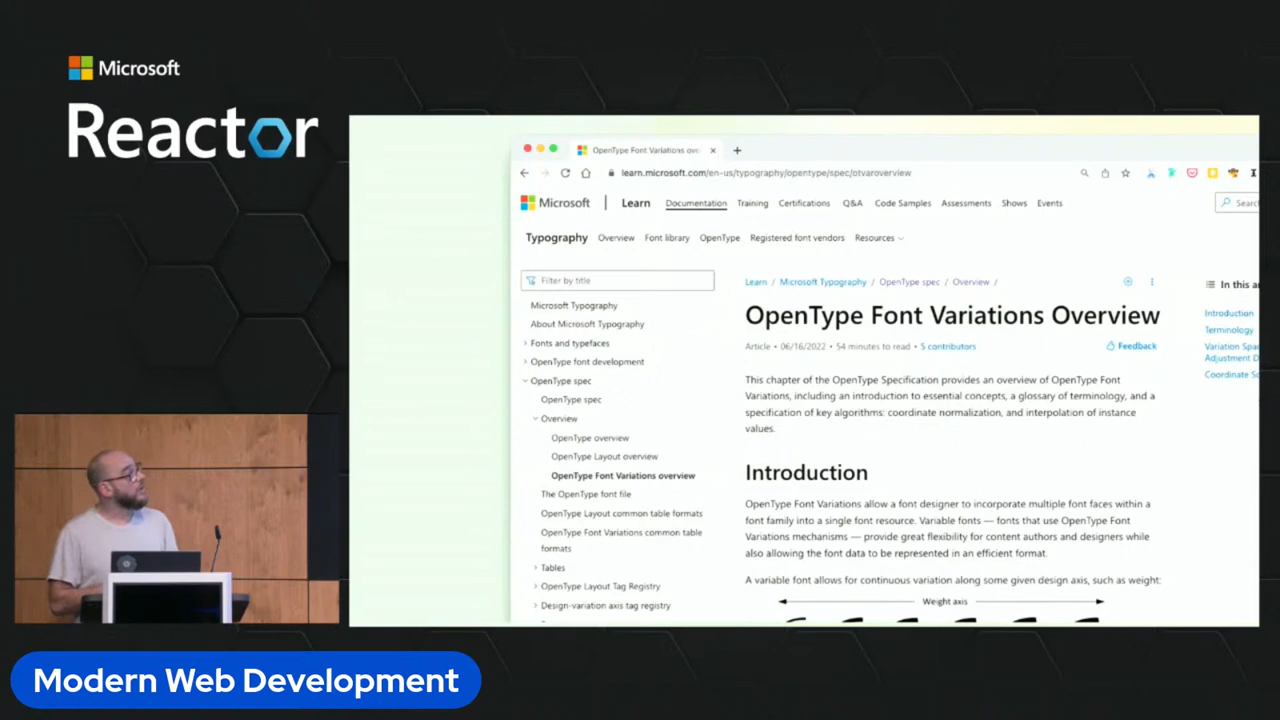 Microsoft
Reactor
OpenType Font Variations ove
learn.microsoft.com/en-us/typography/opentype/spec/otvaroverview
Microsoft Learn Documentation Training Certifications Q&A Code Samples Assessments Shows Events
Searc
Typography Overview Font library OpenType Registered font vendors Resources
Filter by title
Microsoft Typography
About Microsoft Typography
Fonts and typefaces
OpenType font development
OpenType spec
OpenType spec
Overview
OpenType overview
OpenType Layout overview
OpenType Font Variations overview
The OpenType font file
OpenType Layout common table formats
OpenType Font Variations common table
formats
Tables
OpenType Layout Tag Registry
Design-variation axis tag registry
Learn / Microsoft Typography / OpenType spec / Overview /
OpenType Font Variations Overview
Article • 06/16/2022 • 54 minutes to read • 5 contributors
Feedback
This chapter of the OpenType Specification provides an overview of OpenType Font
Variations, including an introduction to essential concepts, a glossary of terminology, and a
specification of key algorithms: coordinate normalization, and interpolation of instance
values.
Introduction
OpenType Font Variations allow a font designer to incorporate multiple font faces within a
font family into a single font resource. Variable fonts — fonts that use OpenType Font
Variations mechanisms — provide great flexibility for content authors and designers while
also allowing the font data to be represented in an efficient format.
A variable font allows for continuous variation along some given design axis, such as weight:
Weight axis
In this a
Introduction
Terminology
Variation Spa
Adjustment D
Coordinate Sc
Modern Web Development